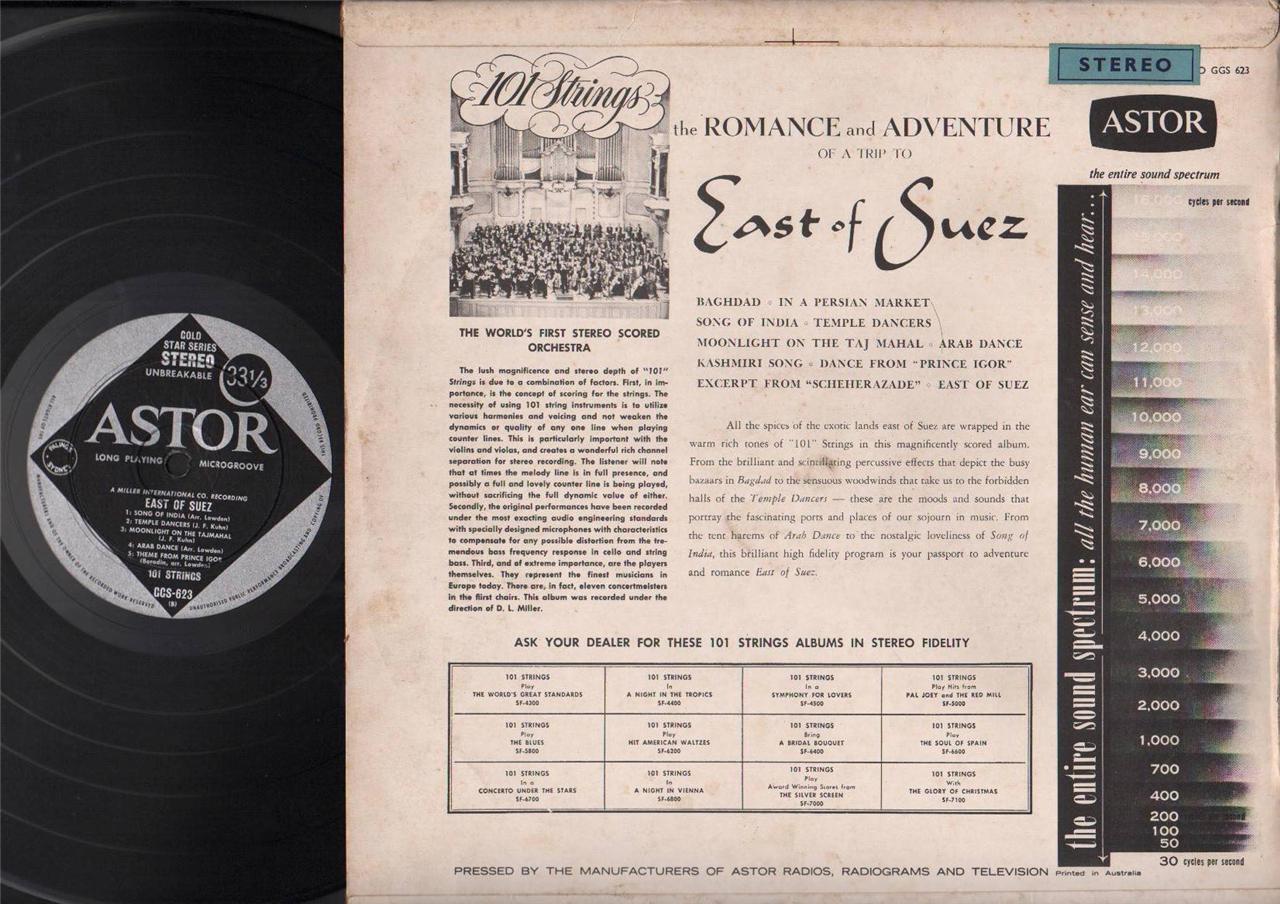 GOLD
STAR SERIES
STEREO
UNBREAKABLE
33⅓
ASTOR
LONG PLAYING MICROGROOVE
PALING'S
SYDNEY
A MILLER INTERNATIONAL CO. RECORDING
EAST OF SUEZ
1: SONG OF INDIA (Arr. Lowden)
2: TEMPLE DANCERS (J. F. Kuhn)
3: MOONLIGHT ON THE TAJMAHAL
(J. F. Kuhn)
4: ARAB DANCE (Arr. Lowden)
5: THEME FROM PRINCE IGOR
(Borodin, arr. Lowden)
101 STRINGS
GGS-623
(B)
UNAUTHORISED PUBLIC PERFORMANCE BROADCASTING AND COPYING OF
101 Strings
THE WORLD'S FIRST STEREO SCORED
ORCHESTRA
The lush magnificence and stereo depth of "101"
Strings is due to a combination of factors. First, in im-
portance, is the concept of scoring for the strings. The
necessity of using 101 string instruments is to utilize
various harmonies and voicing and not weaken the
dynamics or quality of any one line when playing
counter lines. This is particularly important with the
violins and violas, and creates a wonderful rich channel
separation for stereo recording. The listener will note
that at times the melody line is in full presence, and
possibly a full and lovely counter line is being played,
without sacrificing the full dynamic value of either.
Secondly, the original performances have been recorded
under the most exacting audio engineering standards
with specially designed microphones with characteristics
to compensate for any possible distortion from the tre-
mendous bass frequency response in cello and string
bass. Third, and of extreme importance, are the players
themselves. They represent the finest musicians in
Europe today. There are, in fact, eleven concertmeisters
in the first chairs. This album was recorded under the
direction of D. L. Miller.
the ROMANCE and ADVENTURE
OF A TRIP TO
East of Suez
BAGHDAD ◦ IN A PERSIAN MARKET
SONG OF INDIA ◦ TEMPLE DANCERS
MOONLIGHT ON THE TAJ MAHAL ◦ ARAB DANCE
KASHMIRI SONG ◦ DANCE FROM "PRINCE IGOR"
EXCERPT FROM "SCHEHERAZADE" ◦ EAST OF SUEZ
All the spices of the exotic lands east of Suez are wrapped in the
warm rich tones of "101" Strings in this magnificently scored album.
From the brilliant and scintillating percussive effects that depict the busy
bazaars in Bagdad to the sensuous woodwinds that take us to the forbidden
halls of the Temple Dancers — these are the moods and sounds that
portray the fascinating ports and places of our sojourn in music. From
the tent harems of Arab Dance to the nostalgic loveliness of Song of
India, this brilliant high fidelity program is your passport to adventure
and romance East of Suez.
ASK YOUR DEALER FOR THESE 101 STRINGS ALBUMS IN STEREO FIDELITY
101 STRINGS
Play
THE WORLD'S GREAT STANDARDS
SF-4300
101 STRINGS
In
A NIGHT IN THE TROPICS
SF-4400
101 STRINGS
In a
SYMPHONY FOR LOVERS
SF-4500
101 STRINGS
Play Hits from
PAL JOEY and THE RED MILL
SF-5000
101 STRINGS
Play
THE BLUES
SF-5800
101 STRINGS
Play
HIT AMERICAN WALTZES
SF-6200
101 STRINGS
Bring
A BRIDAL BOUQUET
SF-6400
101 STRINGS
Play
THE SOUL OF SPAIN
SF-6600
101 STRINGS
In a
CONCERTO UNDER THE STARS
SF-6700
101 STRINGS
In
A NIGHT IN VIENNA
SF-6800
101 STRINGS
Play
Award Winning Scores from
THE SILVER SCREEN
SF-7000
101 STRINGS
With
THE GLORY OF CHRISTMAS
SF-7100
PRESSED BY THE MANUFACTURERS OF ASTOR RADIOS, RADIOGRAMS AND TELEVISION Printed in Australia
STEREO
GGS 623
ASTOR
the entire sound spectrum
the entire sound spectrum: all the human ear can sense and hear...
16,000 cycles per second
14,000
13,000
12,000
11,000
10,000
9,000
8,000
7,000
6,000
5,000
4,000
3,000
2,000
1,000
700
400
200
100
50
30 cycles per second